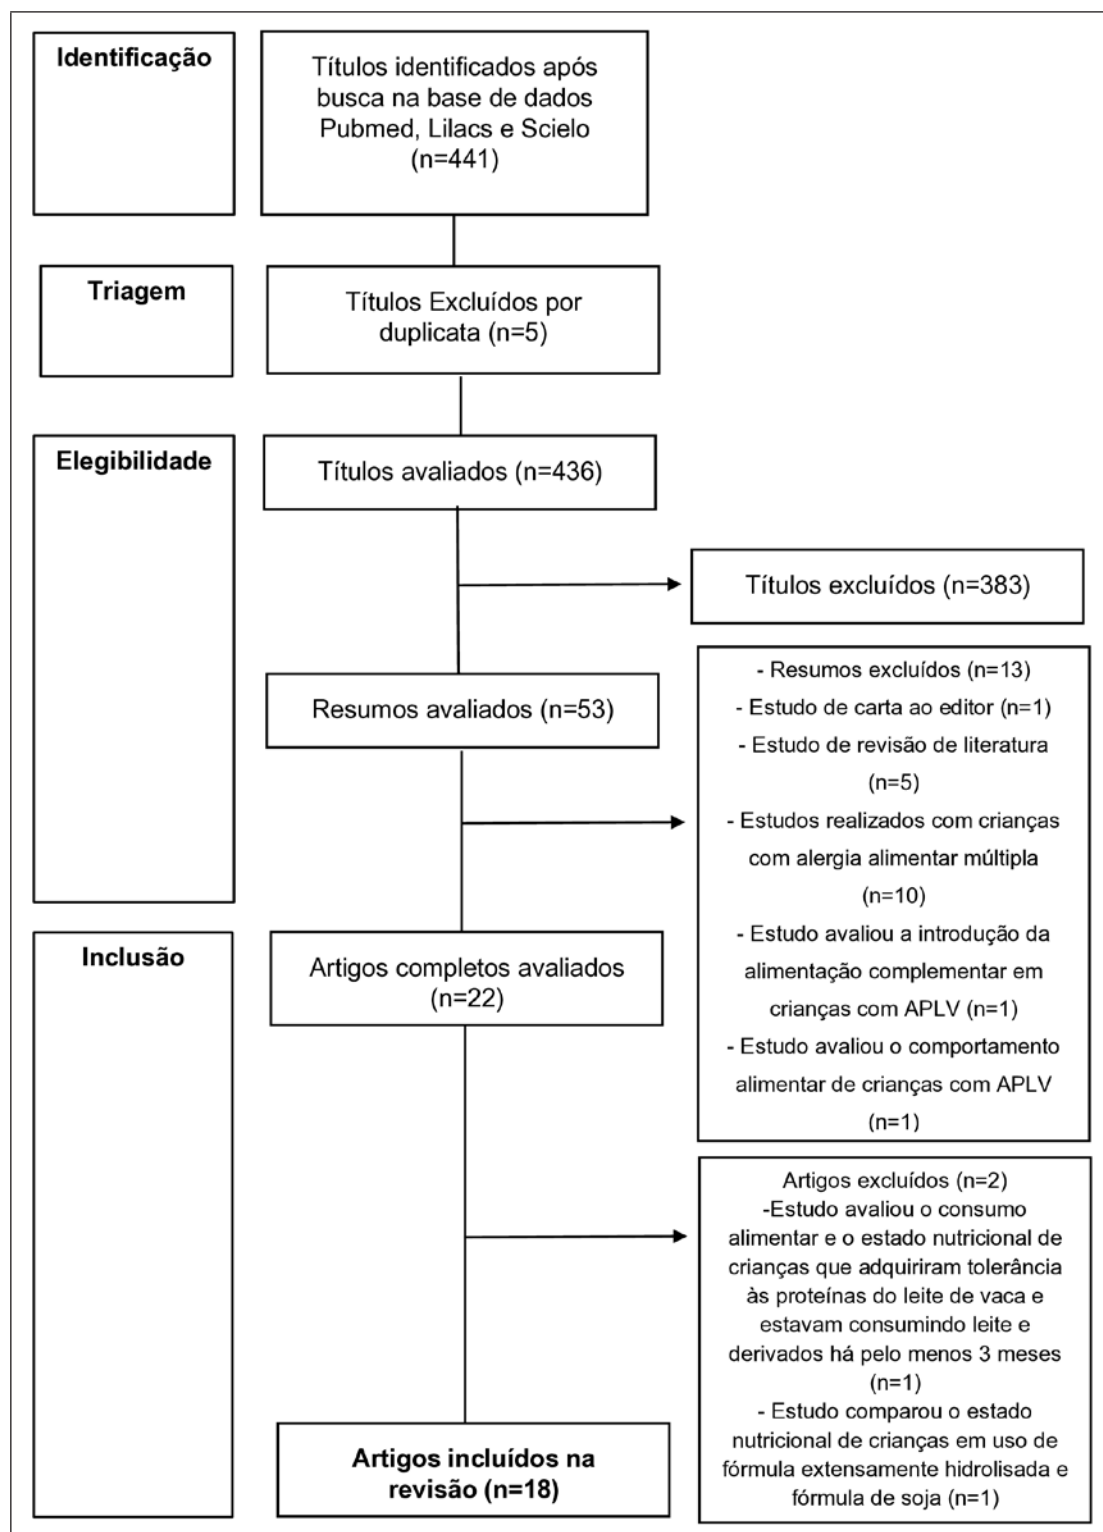 Identificação
Títulos identificados após
busca na base de dados
Pubmed, Lilacs e Scielo
(n=441)
Triagem
Títulos Excluídos por
duplicata (n=5)
Elegibilidade
Títulos avaliados (n=436)
Títulos excluídos (n=383)
Resumos avaliados (n=53)
- Resumos excluídos (n=13)
- Estudo de carta ao editor (n=1)
- Estudo de revisão de literatura
(n=5)
- Estudos realizados com crianças
com alergia alimentar múltipla
(n=10)
- Estudo avaliou a introdução da
alimentação complementar em
crianças com APLV (n=1)
- Estudo avaliou o comportamento
alimentar de crianças com APLV
(n=1)
Inclusão
Artigos completos avaliados
(n=22)
Artigos excluídos (n=2)
-Estudo avaliou o consumo
alimentar e o estado nutricional de
crianças que adquiriram tolerância
às proteínas do leite de vaca e
estavam consumindo leite e
derivados há pelo menos 3 meses
(n=1)
- Estudo comparou o estado
nutricional de crianças em uso de
fórmula extensamente hidrolisada e
fórmula de soja (n=1)
Artigos incluídos na
revisão (n=18)